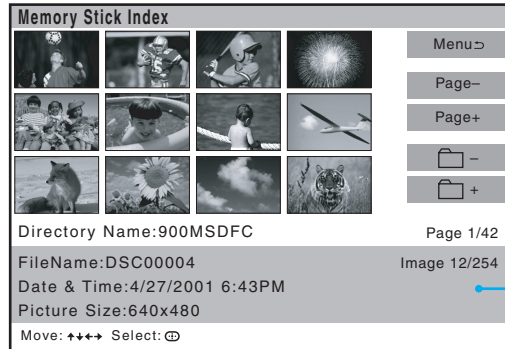 Memory Stick Index
Menu
Page–
Page+
–
+
Directory Name:900MSDFC
Page 1/42
FileName:DSC00004
Image 12/254
Date & Time:4/27/2001 6:43PM
Picture Size:640x480
Move: ↑↓←→ Select: